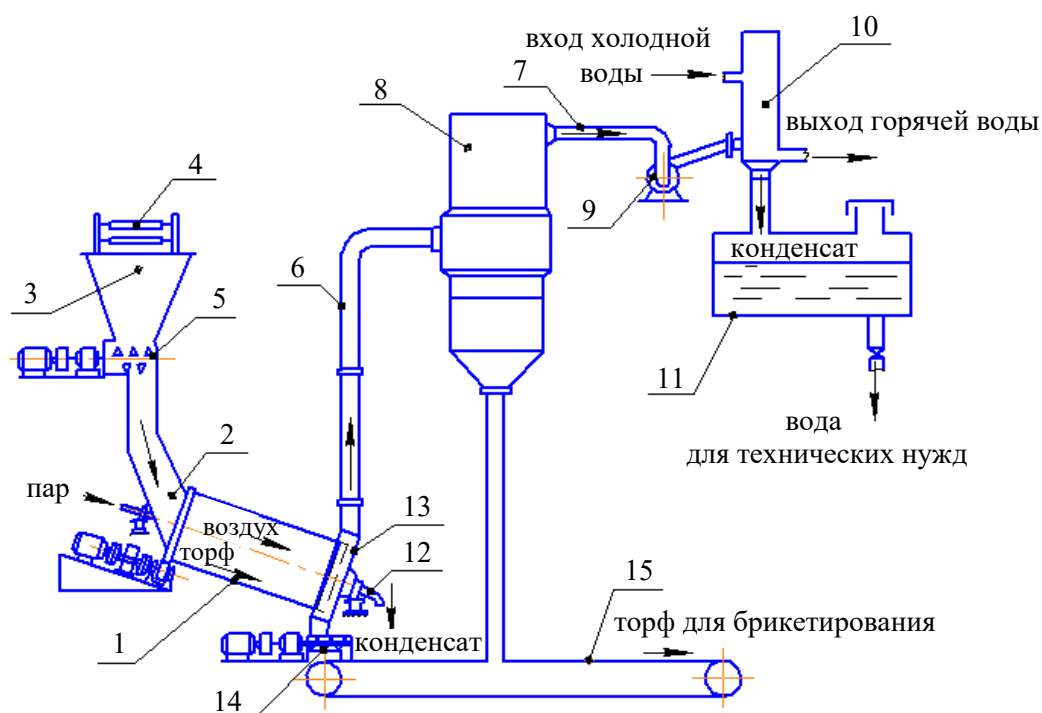 вход холодной
воды
10
7
8
выход горячей воды
4
9
конденсат
3
5
6
11
вода
для технических нужд
2
пар
воздух
13
торф
12
15
торф для брикетирования
1
конденсат
14